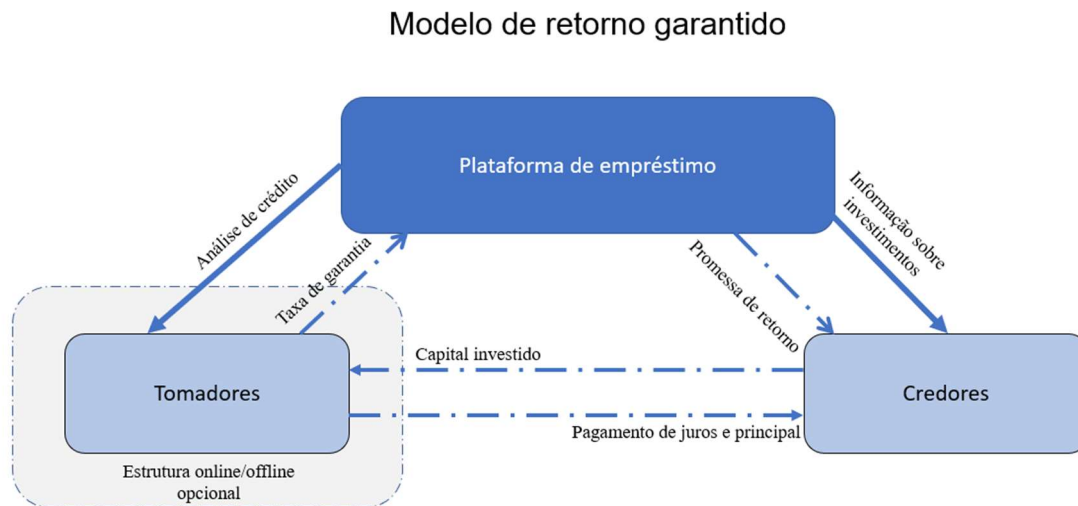 Modelo de retorno garantido
Plataforma de empréstimo
Análise de crédito
Taxa de garantia
Promessa de retorno
Informação sobre
investimentos
Capital investido
Tomadores
Credores
Pagamento de juros e principal
Estrutura online/offline
opcional